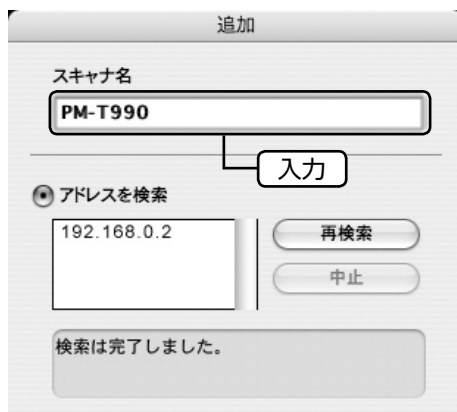 追加
スキャナ名
PM-T990
入力
アドレスを検索
192.168.0.2
再検索
中止
検索は完了しました。